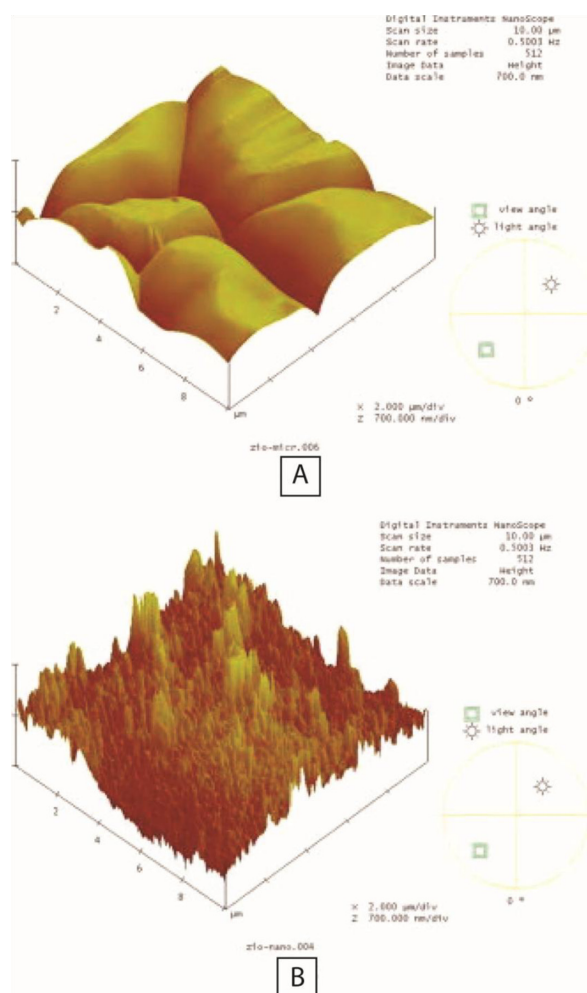 Digital Instruments NanoScope
Scan size 10.00 µm
Scan rate 0.5003 Hz
Number of samples 512
Image Data Height
Data scale 700.0 nm
view angle
light angle
0 °
2
4
6
8
µm
X 2.000 µm/div
Z 700.000 nm/div
zio-micr.006
A
Digital Instruments NanoScope
Scan size 10.00 µm
Scan rate 0.5003 Hz
Number of samples 512
Image Data Height
Data scale 700.0 nm
view angle
light angle
0 °
2
4
6
8
µm
X 2.000 µm/div
Z 700.000 nm/div
zio-nano.004
B